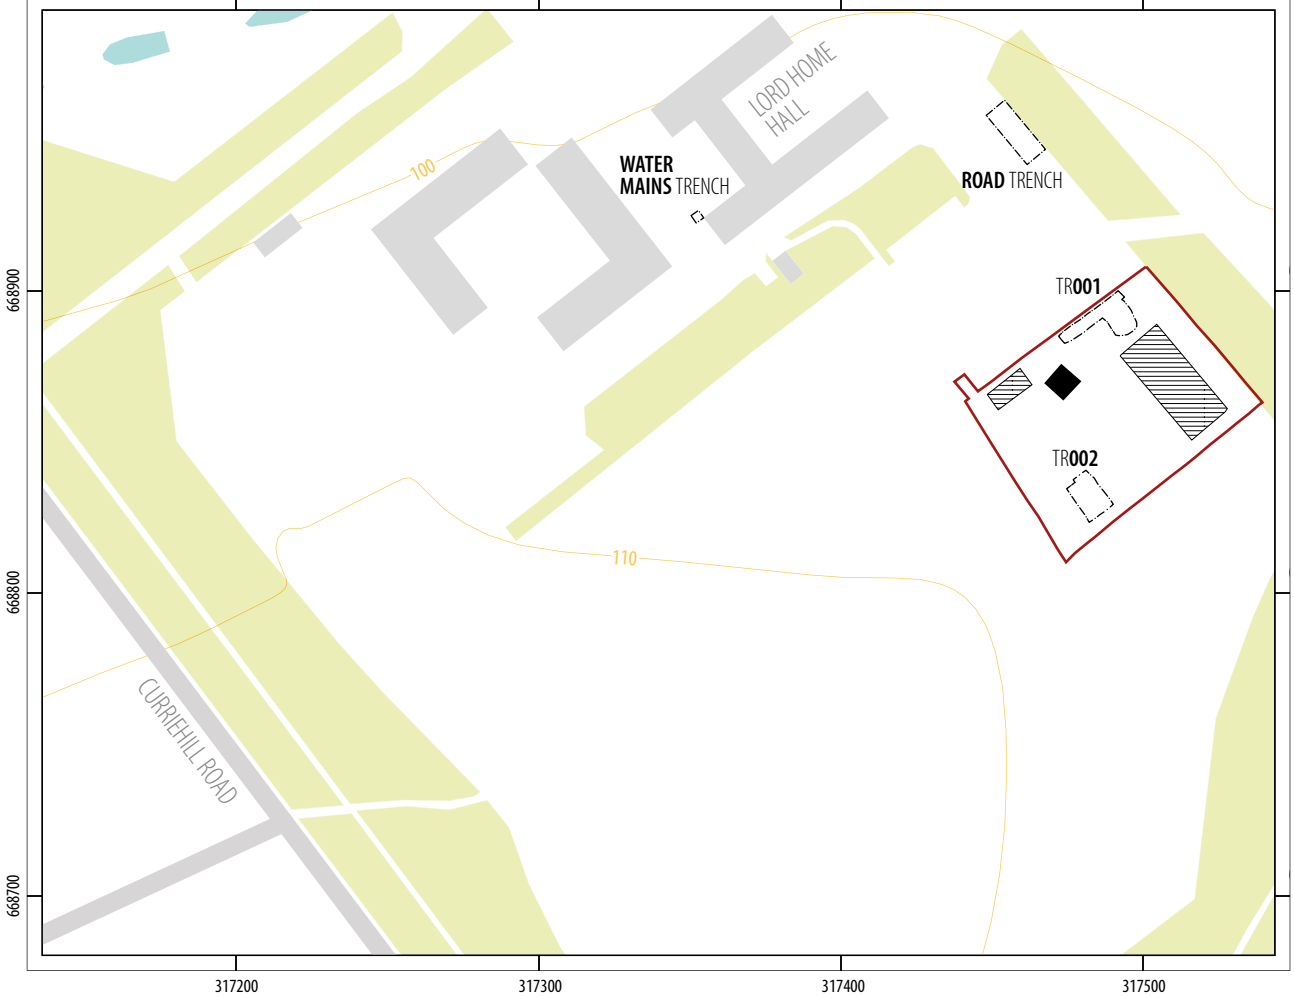 LORD HOME
HALL
WATER
MAINS TRENCH
100
ROAD TRENCH
TR001
668900
TR002
110
668800
CURRIEHILL ROAD
668700
317200
317300
317400
317500